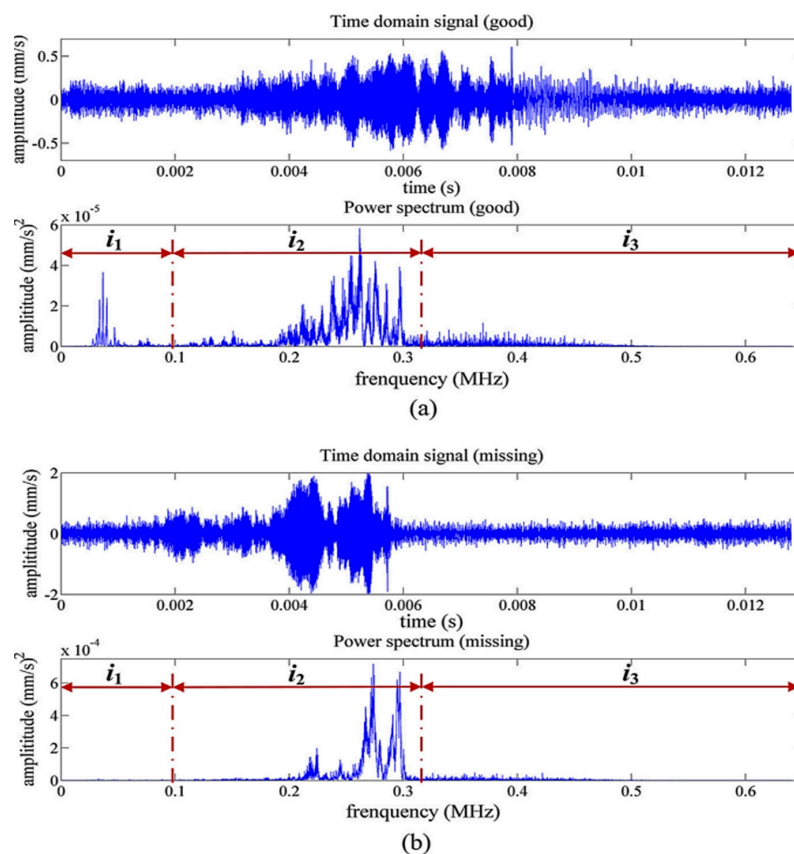 Time domain signal (good)
amplititude (mm/s)
0.5
0
-0.5
0 0.002 0.004 0.006 0.008 0.01 0.012
time (s)
Power spectrum (good)
x 10⁻⁵
amplititude (mm/s)²
6
4
2
0
i₁ i₂ i₃
0 0.1 0.2 0.3 0.4 0.5 0.6
frenquency (MHz)
(a)
Time domain signal (missing)
amplititude (mm/s)
2
0
-2
0 0.002 0.004 0.006 0.008 0.01 0.012
time (s)
Power spectrum (missing)
x 10⁻⁴
amplititude (mm/s)²
6
4
2
0
i₁ i₂ i₃
0 0.1 0.2 0.3 0.4 0.5 0.6
frenquency (MHz)
(b)